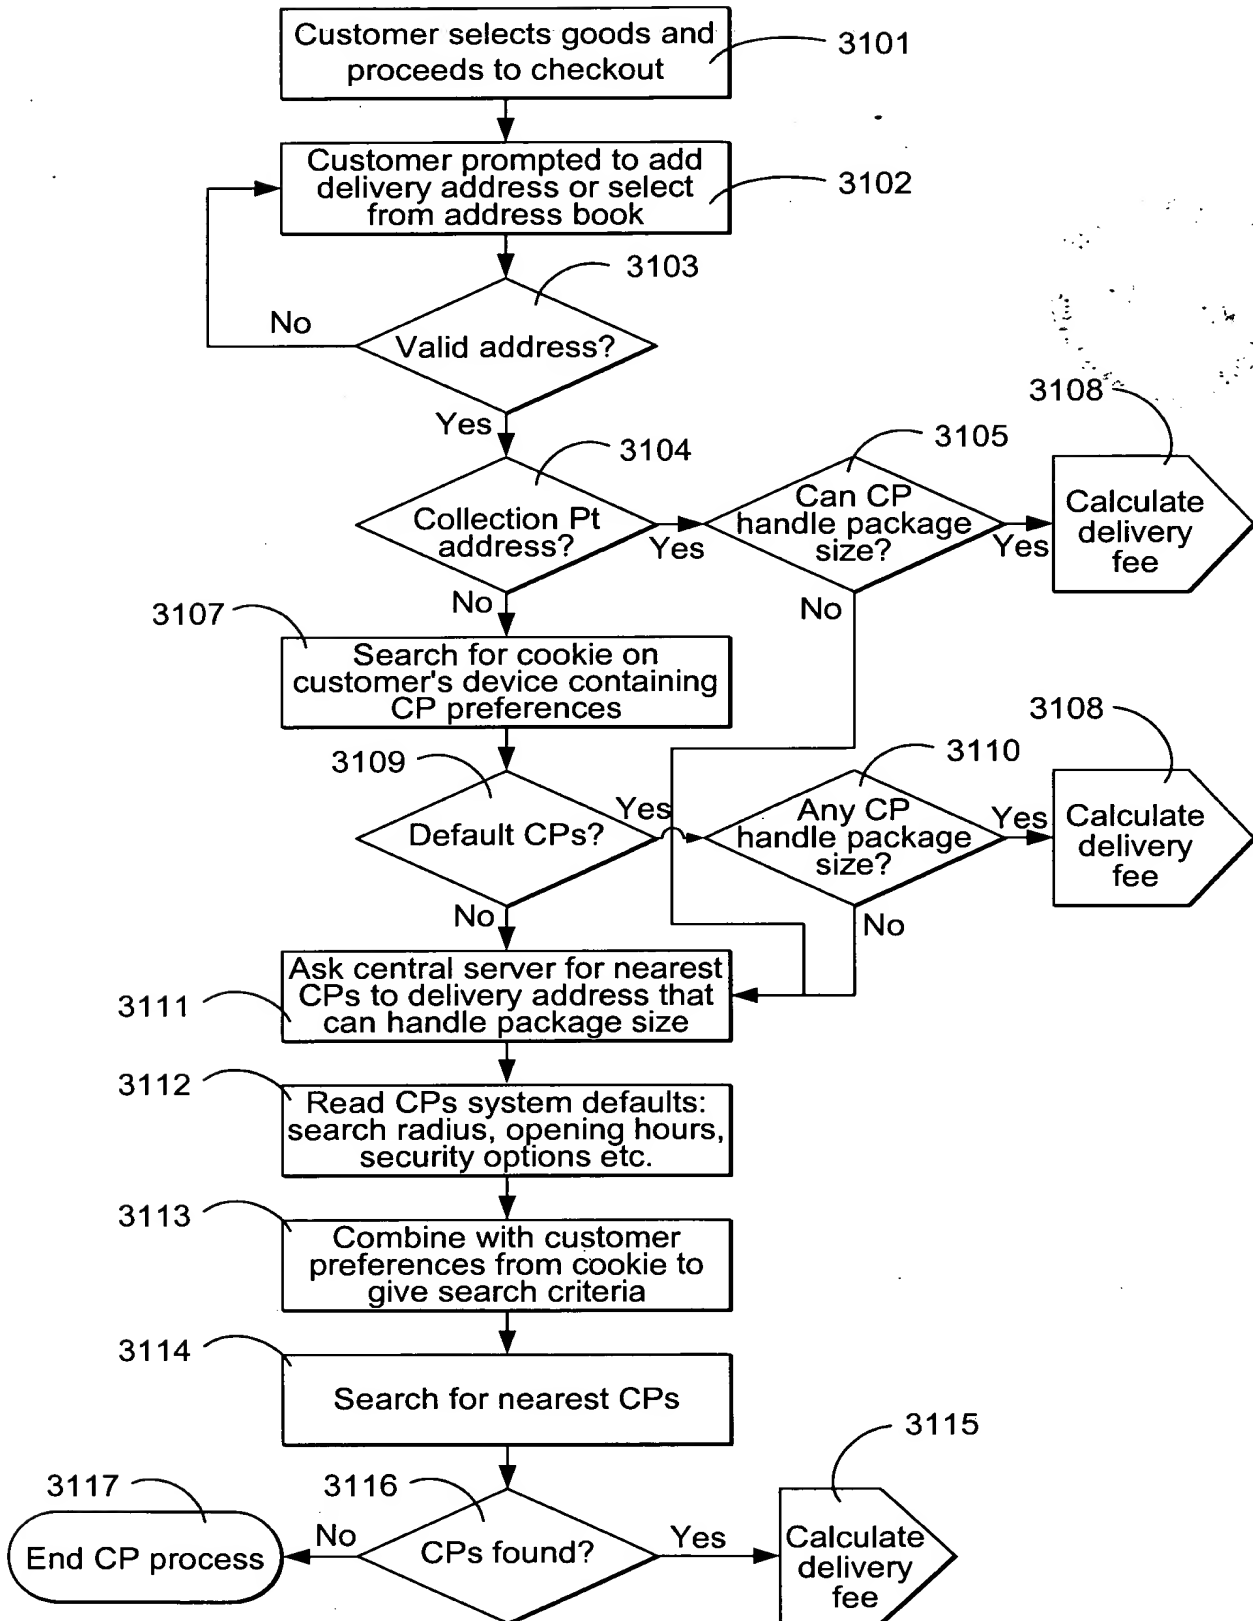 Customer selects goods and
proceeds to checkout
3101
Customer prompted to add
delivery address or select
from address book
3102
3103
Valid address?
No
Yes
3104
Collection Pt
address?
Yes
No
3105
Can CP
handle package
size?
Yes
No
3108
Calculate
delivery
fee
3107
Search for cookie on
customer's device containing
CP preferences
3109
Default CPs?
Yes
No
3110
Any CP
handle package
size?
Yes
No
3108
Calculate
delivery
fee
3111
Ask central server for nearest
CPs to delivery address that
can handle package size
3112
Read CPs system defaults:
search radius, opening hours,
security options etc.
3113
Combine with customer
preferences from cookie to
give search criteria
3114
Search for nearest CPs
3116
CPs found?
No
Yes
3117
End CP process
3115
Calculate
delivery
fee